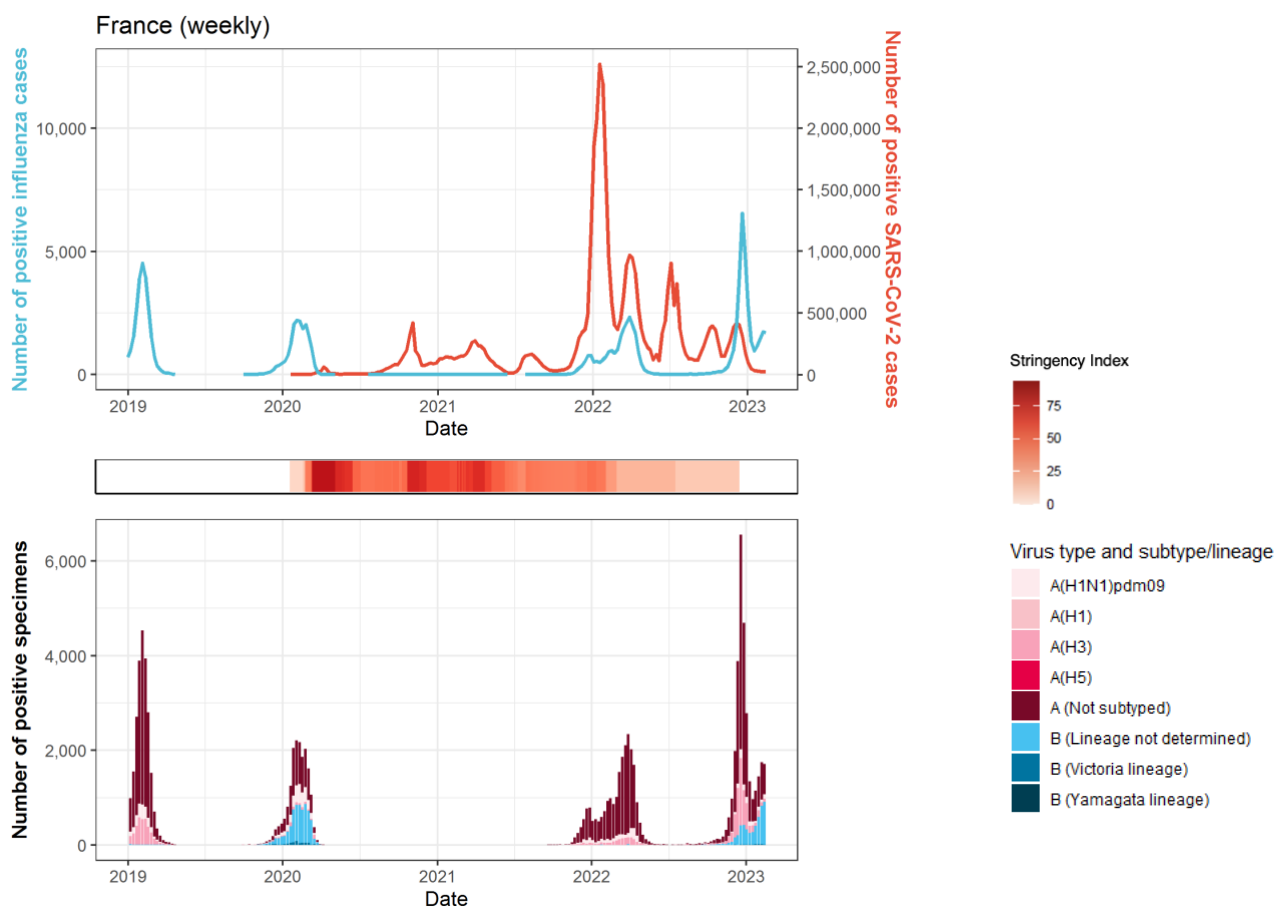 France (weekly)
Number of positive influenza cases
10,000
5,000
0
2,500,000
2,000,000
1,500,000
1,000,000
500,000
0
Number of positive SARS-CoV-2 cases
2019
2020
2021
2022
2023
Date
Stringency Index
75
50
25
0
Number of positive specimens
6,000
4,000
2,000
0
2019
2020
2021
2022
2023
Date
Virus type and subtype/lineage
A(H1N1)pdm09
A(H1)
A(H3)
A(H5)
A (Not subtyped)
B (Lineage not determined)
B (Victoria lineage)
B (Yamagata lineage)